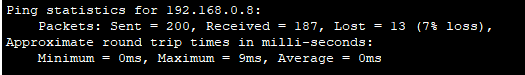 Ping statistics for 192.168.0.8:
    Packets: Sent = 200, Received = 187, Lost = 13 (7% loss),
Approximate round trip times in milli-seconds:
    Minimum = 0ms, Maximum = 9ms, Average = 0ms